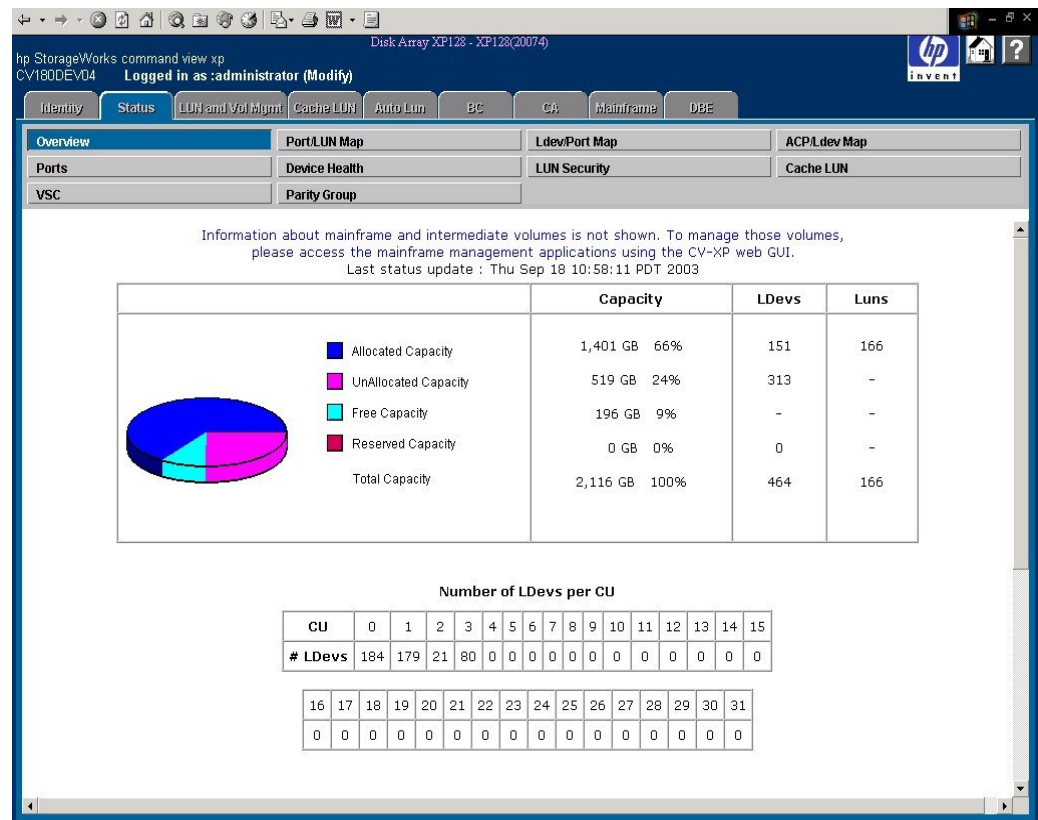 Disk Array XP128 - XP128(20074)
hp StorageWorks command view xp
CV180DEV04 Logged in as :administrator (Modify)
hp
invent
?
Identity Status LUN and Vol Mgmt Cache LUN Auto Lun BC CA Mainframe DBE
Overview Port/LUN Map Ldev/Port Map ACP/Ldev Map
Ports Device Health LUN Security Cache LUN
VSC Parity Group
Information about mainframe and intermediate volumes is not shown. To manage those volumes,
please access the mainframe management applications using the CV-XP web GUI.
Last status update : Thu Sep 18 10:58:11 PDT 2003
Capacity LDevs Luns
Allocated Capacity 1,401 GB 66% 151 166
UnAllocated Capacity 519 GB 24% 313 -
Free Capacity 196 GB 9% - -
Reserved Capacity 0 GB 0% 0 -
Total Capacity 2,116 GB 100% 464 166
Number of LDevs per CU
CU 0 1 2 3 4 5 6 7 8 9 10 11 12 13 14 15
# LDevs 184 179 21 80 0 0 0 0 0 0 0 0 0 0 0 0
16 17 18 19 20 21 22 23 24 25 26 27 28 29 30 31
0 0 0 0 0 0 0 0 0 0 0 0 0 0 0 0